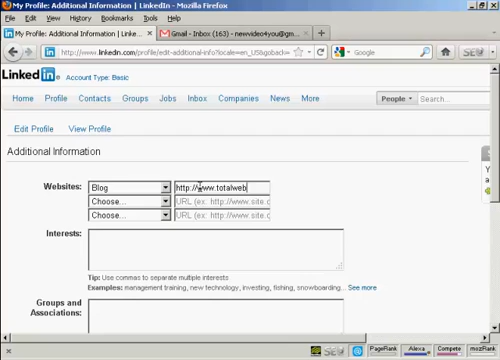 My Profile: Additional Information | LinkedIn - Mozilla Firefox
File Edit View History Bookmarks Tools Help
My Profile: Additional Information | LinkedIn Gmail - Inbox (163) - newvideo4you@gm...
http://www.linkedin.com/profile/edit-additional-info?locale=en_US&goback= Google
Linked in Account Type: Basic
Home Profile Contacts Groups Jobs Inbox Companies News More People Search...
Edit Profile View Profile
Additional Information
Websites: Blog http://www.totalweb
Choose... URL (ex: http://www.site.c
Choose... URL (ex: http://www.site.c
Interests:
Tip: Use commas to separate multiple interests
Examples: management training, new technology, investing, fishing, snowboarding... See more
Groups and
Associations:
PageRank Alexa Compete mozRank